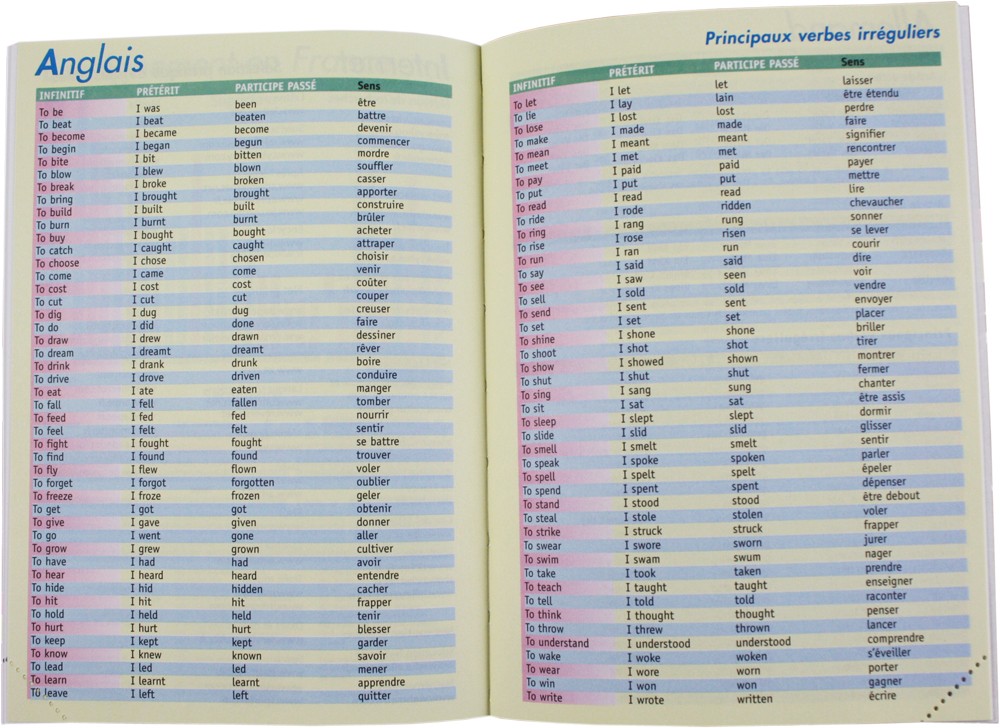 Anglais
INFINITIF PRÉTÉRIT PARTICIPE PASSÉ Sens
To be I was been être
To beat I beat beaten battre
To become I became become devenir
To begin I began begun commencer
To bite I bit bitten mordre
To blow I blew blown souffler
To break I broke broken casser
To bring I brought brought apporter
To build I built built construire
To burn I burnt burnt brûler
To buy I bought bought acheter
To catch I caught caught attraper
To choose I chose chosen choisir
To come I came come venir
To cost I cost cost coûter
To cut I cut cut couper
To dig I dug dug creuser
To do I did done faire
To draw I drew drawn dessiner
To dream I dreamt dreamt rêver
To drink I drank drunk boire
To drive I drove driven conduire
To eat I ate eaten manger
To fall I fell fallen tomber
To feed I fed fed nourrir
To feel I felt felt sentir
To fight I fought fought se battre
To find I found found trouver
To fly I flew flown voler
To forget I forgot forgotten oublier
To freeze I froze frozen geler
To get I got got obtenir
To give I gave given donner
To go I went gone aller
To grow I grew grown cultiver
To have I had had avoir
To hear I heard heard entendre
To hide I hid hidden cacher
To hit I hit hit frapper
To hold I held held tenir
To hurt I hurt hurt blesser
To keep I kept kept garder
To know I knew known savoir
To lead I led led mener
To learn I learnt learnt apprendre
To leave I left left quitter
Principaux verbes irréguliers
INFINITIF PRÉTÉRIT PARTICIPE PASSÉ Sens
To let I let let laisser
To lie I lay lain être étendu
To lose I lost lost perdre
To make I made made faire
To mean I meant meant signifier
To meet I met met rencontrer
To pay I paid paid payer
To put I put put mettre
To read I read read lire
To ride I rode ridden chevaucher
To ring I rang rung sonner
To rise I rose risen se lever
To run I ran run courir
To say I said said dire
To see I saw seen voir
To sell I sold sold vendre
To send I sent sent envoyer
To set I set set placer
To shine I shone shone briller
To shoot I shot shot tirer
To show I showed shown montrer
To shut I shut shut fermer
To sing I sang sung chanter
To sit I sat sat être assis
To sleep I slept slept dormir
To slide I slid slid glisser
To smell I smelt smelt sentir
To speak I spoke spoken parler
To spell I spelt spelt épeler
To spend I spent spent dépenser
To stand I stood stood être debout
To steal I stole stolen voler
To strike I struck struck frapper
To swear I swore sworn jurer
To swim I swam swum nager
To take I took taken prendre
To teach I taught taught enseigner
To tell I told told raconter
To think I thought thought penser
To throw I threw thrown lancer
To understand I understood understood comprendre
To wake I woke woken s'éveiller
To wear I wore worn porter
To win I won won gagner
To write I wrote written écrire